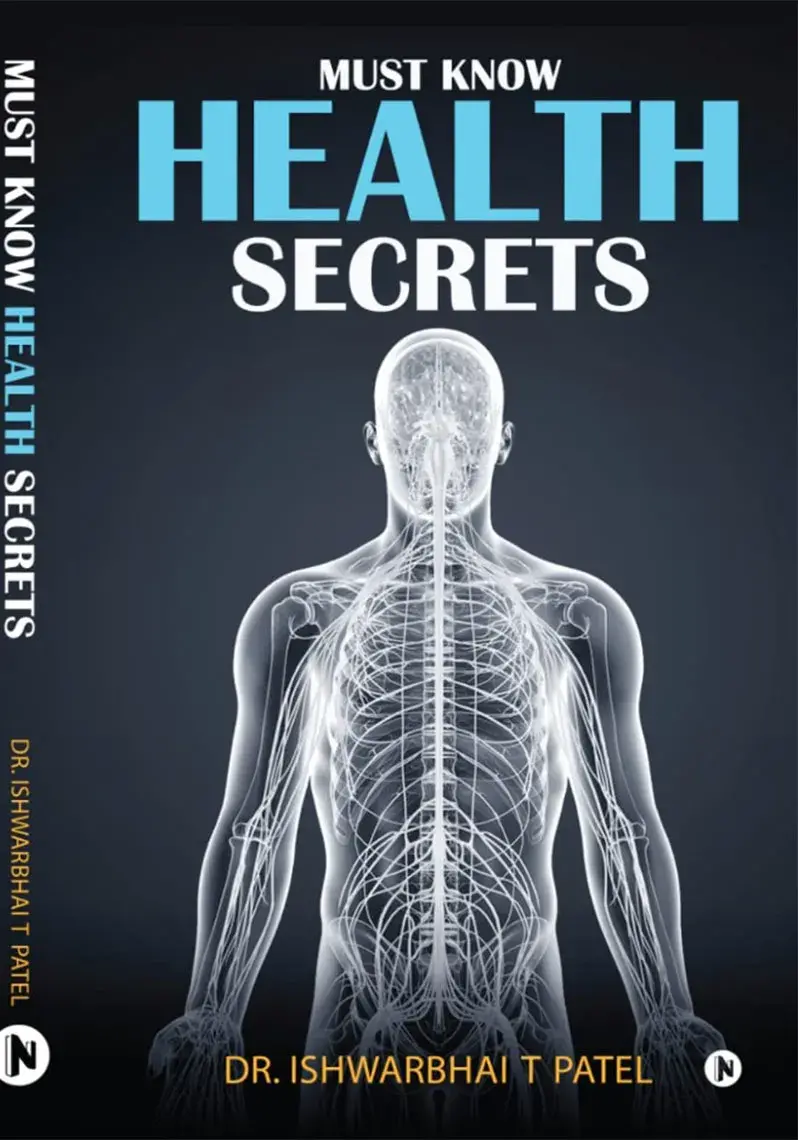 MUST KNOW
HEALTH
SECRETS
DR. ISHWARBHAI T PATEL
N
MUST KNOW HEALTH SECRETS
DR. ISHWARBHAI T PATEL
N